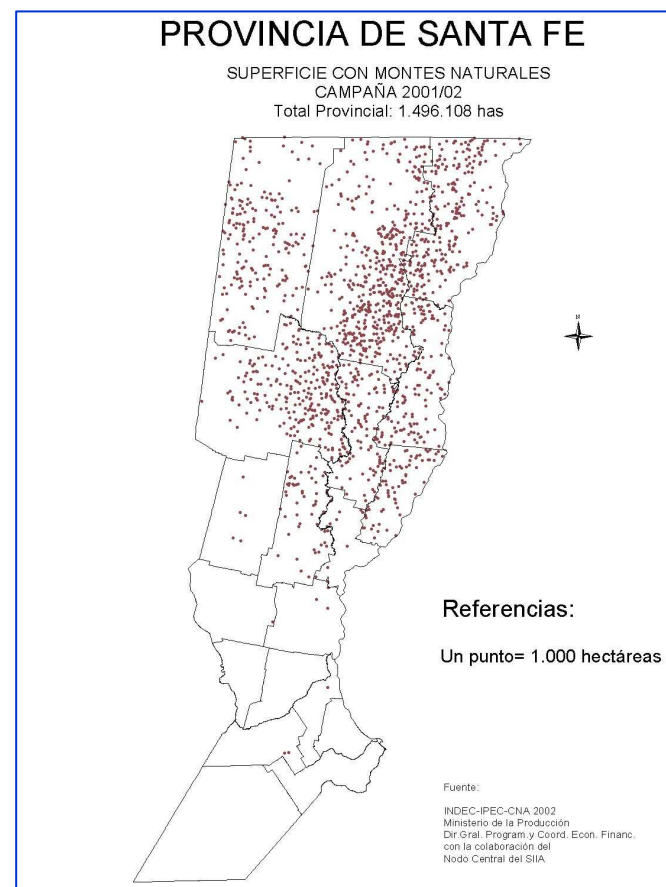 PROVINCIA DE SANTA FE
SUPERFICIE CON MONTES NATURALES
CAMPAÑA 2001/02
Total Provincial: 1.496.108 has
N
Referencias:
Un punto= 1.000 hectáreas
Fuente:
INDEC-IPEC-CNA 2002
Ministerio de la Producción
Dir.Gral. Program.y Coord. Econ. Financ.
con la colaboración del
Nodo Central del SIIA